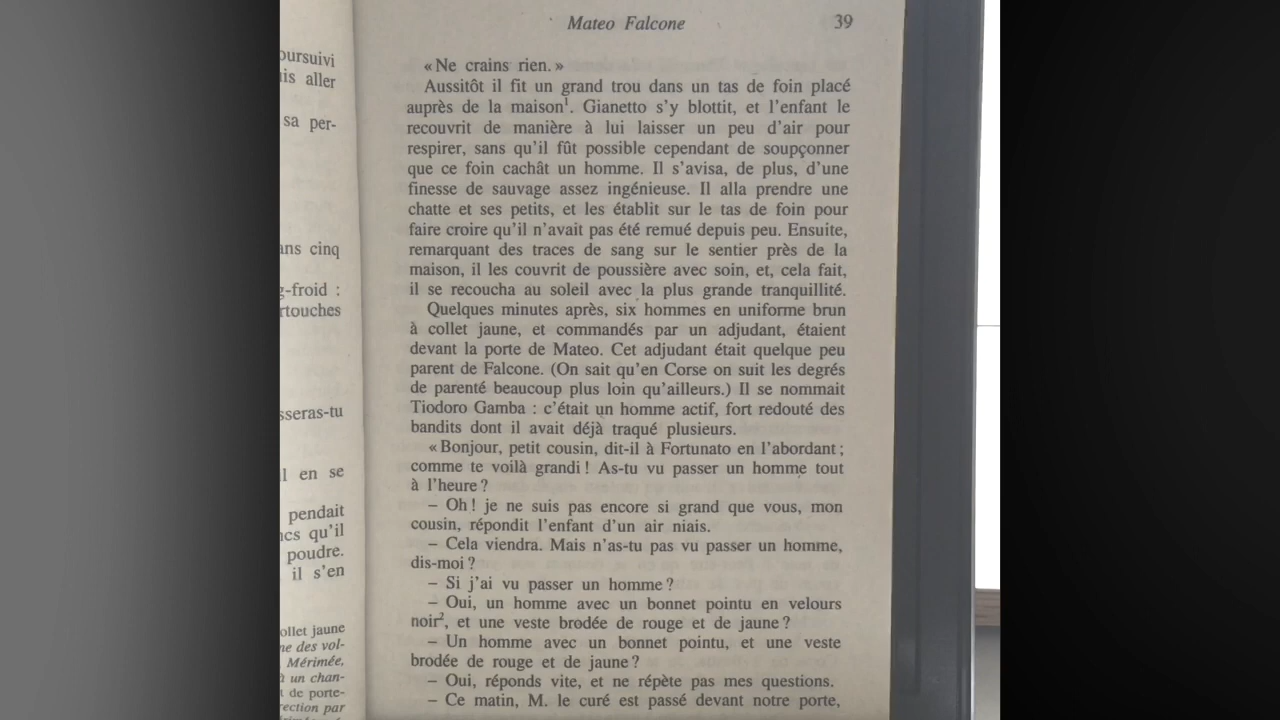 oursuivi
is aller
sa per-
ans cinq
g-froid :
rtouches
sseras-tu
il en se
pendait
ncs qu'il
poudre.
il s'en
ollet jaune
ne des vol-
Mérimée,
à un chan-
t de porte-
rection par
Mateo Falcone 39
« Ne crains rien. »
Aussitôt il fit un grand trou dans un tas de foin placé
auprès de la maison¹. Gianetto s'y blottit, et l'enfant le
recouvrit de manière à lui laisser un peu d'air pour
respirer, sans qu'il fût possible cependant de soupçonner
que ce foin cachât un homme. Il s'avisa, de plus, d'une
finesse de sauvage assez ingénieuse. Il alla prendre une
chatte et ses petits, et les établit sur le tas de foin pour
faire croire qu'il n'avait pas été remué depuis peu. Ensuite,
remarquant des traces de sang sur le sentier près de la
maison, il les couvrit de poussière avec soin, et, cela fait,
il se recoucha au soleil avec la plus grande tranquillité.
Quelques minutes après, six hommes en uniforme brun
à collet jaune, et commandés par un adjudant, étaient
devant la porte de Mateo. Cet adjudant était quelque peu
parent de Falcone. (On sait qu'en Corse on suit les degrés
de parenté beaucoup plus loin qu'ailleurs.) Il se nommait
Tiodoro Gamba : c'était un homme actif, fort redouté des
bandits dont il avait déjà traqué plusieurs.
« Bonjour, petit cousin, dit-il à Fortunato en l'abordant ;
comme te voilà grandi ! As-tu vu passer un homme tout
à l'heure ?
– Oh ! je ne suis pas encore si grand que vous, mon
cousin, répondit l'enfant d'un air niais.
– Cela viendra. Mais n'as-tu pas vu passer un homme,
dis-moi ?
– Si j'ai vu passer un homme ?
– Oui, un homme avec un bonnet pointu en velours
noir², et une veste brodée de rouge et de jaune ?
– Un homme avec un bonnet pointu, et une veste
brodée de rouge et de jaune ?
– Oui, réponds vite, et ne répète pas mes questions.
– Ce matin, M. le curé est passé devant notre porte,